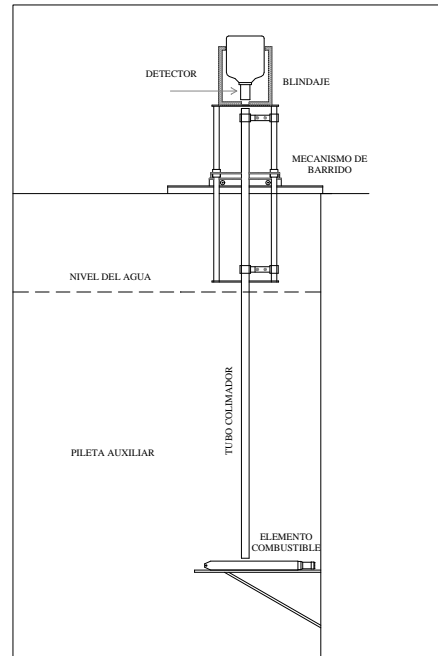 DETECTOR
BLINDAJE
MECANISMO DE
BARRIDO
NIVEL DEL AGUA
TUBO COLIMADOR
PILETA AUXILIAR
ELEMENTO
COMBUSTIBLE